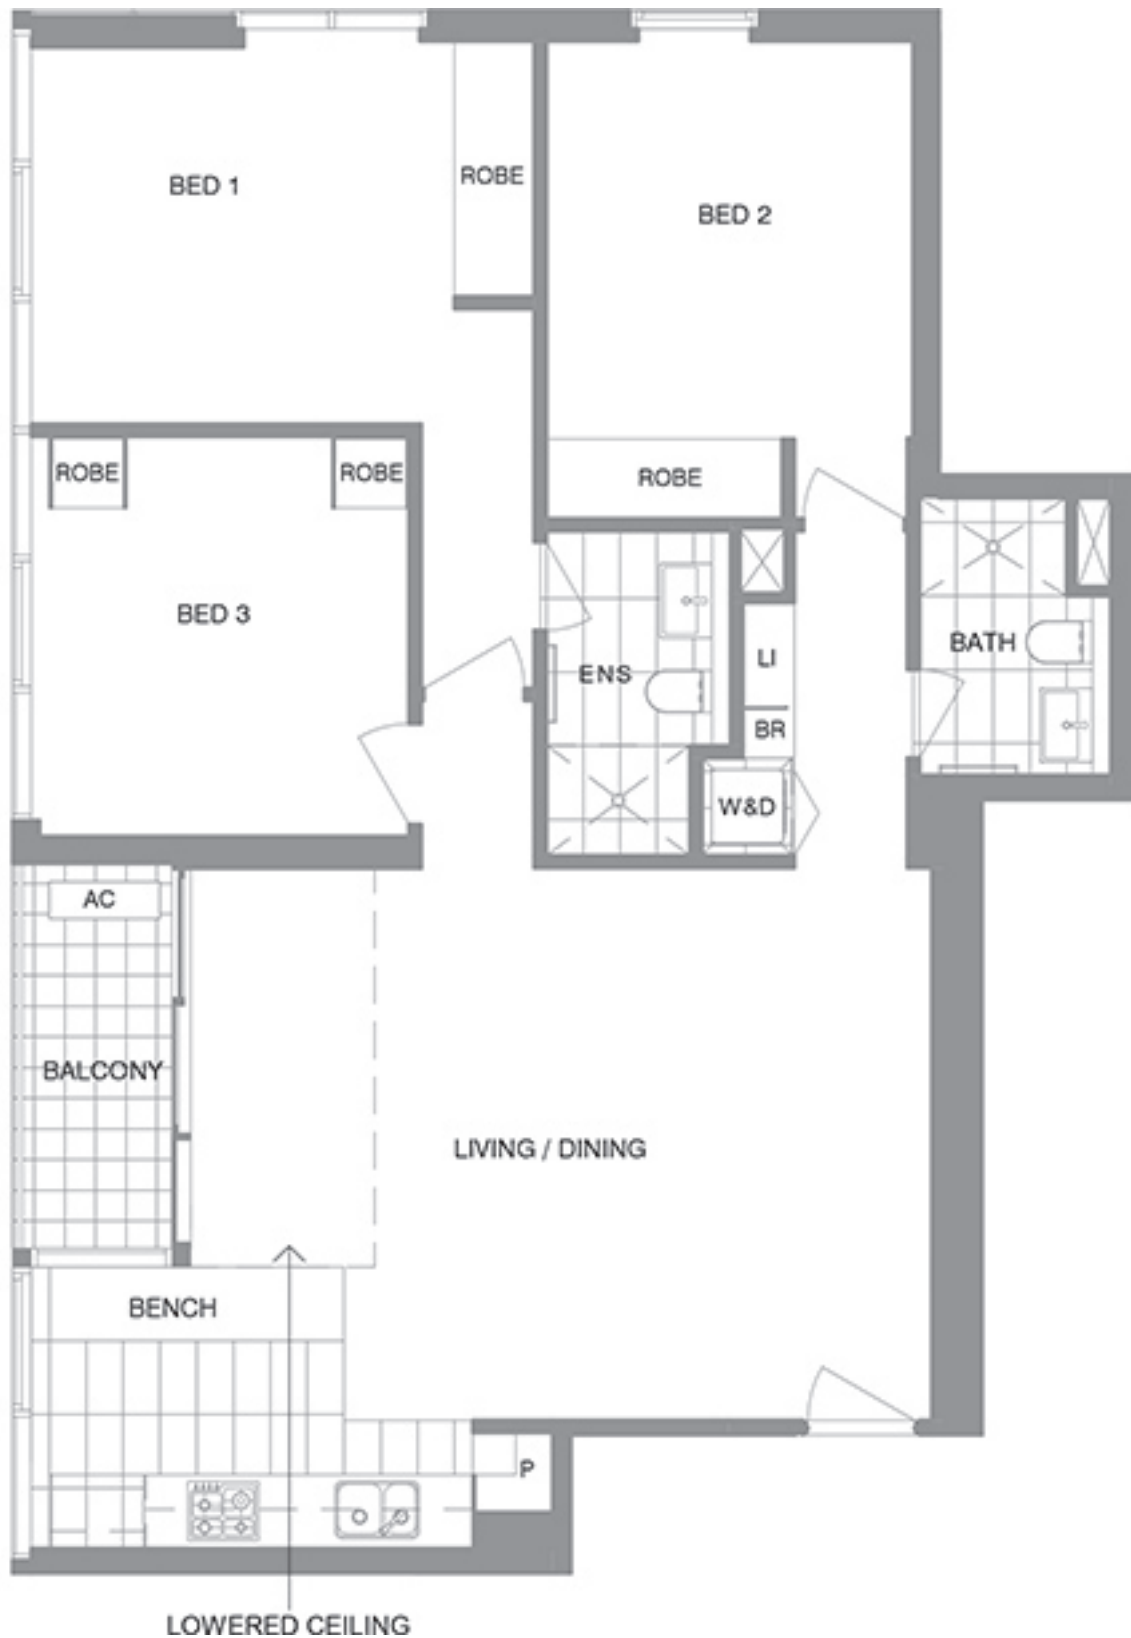 BED 1
ROBE
BED 2
ROBE
ROBE
ROBE
BED 3
ENS
LI
BATH
BR
W&D
AC
BALCONY
LIVING / DINING
BENCH
P
LOWERED CEILING